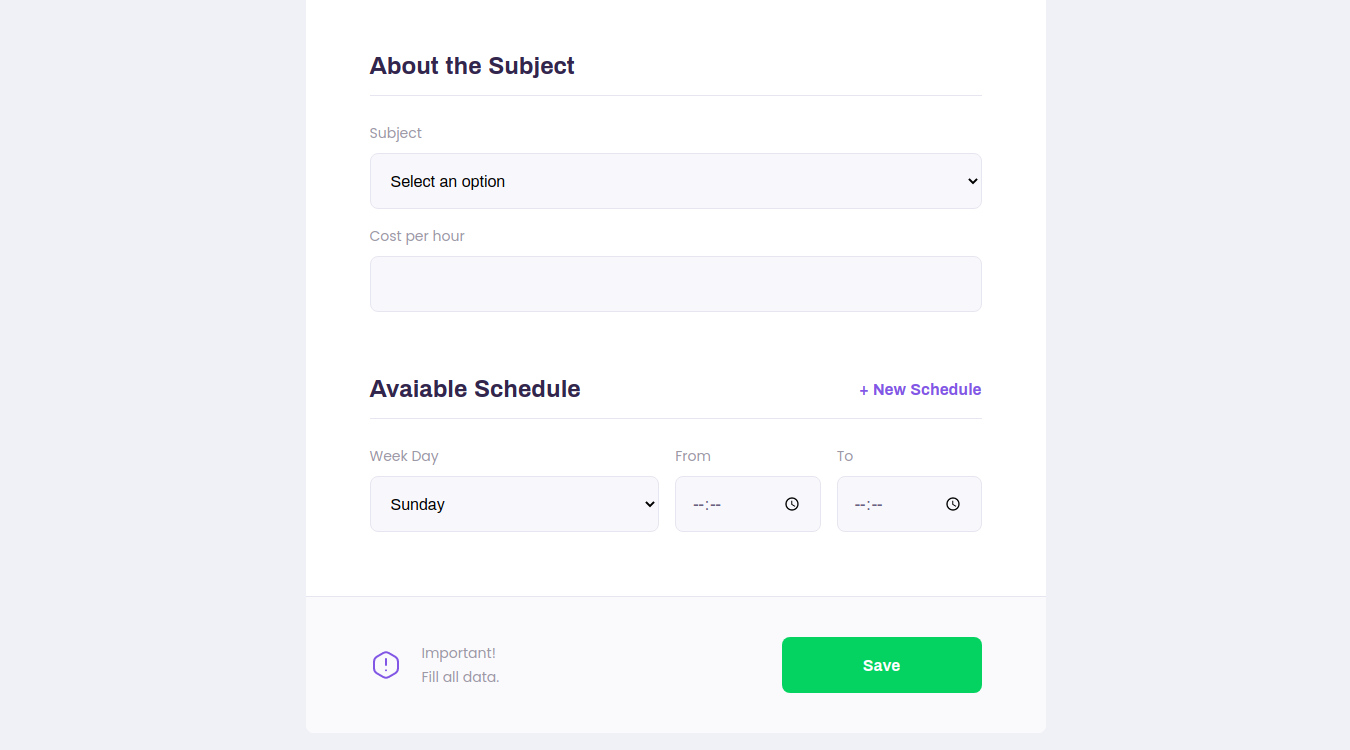 About the Subject
Subject
Select an option
Cost per hour
Avaiable Schedule
+ New Schedule
Week Day
From
To
Sunday
--:--
--:--
Important!
Fill all data.
Save